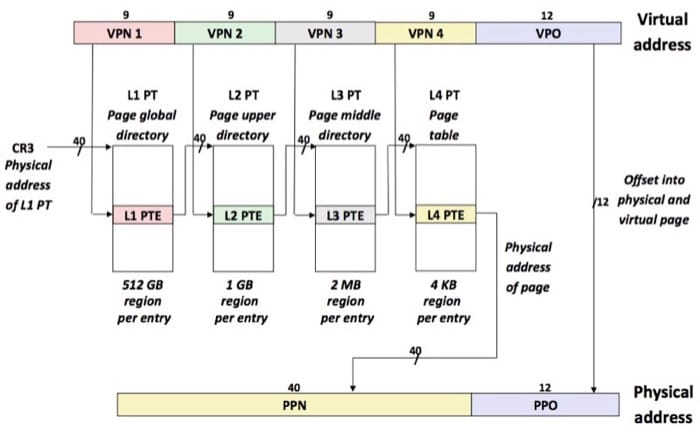 9 9 9 9 12
VPN 1 VPN 2 VPN 3 VPN 4 VPO
Virtual
address
L1 PT
Page global
directory
L2 PT
Page upper
directory
L3 PT
Page middle
directory
L4 PT
Page
table
40 40 40 40
CR3
Physical
address
of L1 PT
L1 PTE L2 PTE L3 PTE L4 PTE
/12
Offset into
physical and
virtual page
512 GB
region
per entry
1 GB
region
per entry
2 MB
region
per entry
4 KB
region
per entry
Physical
address
of page
40
40 12
PPN PPO
Physical
address